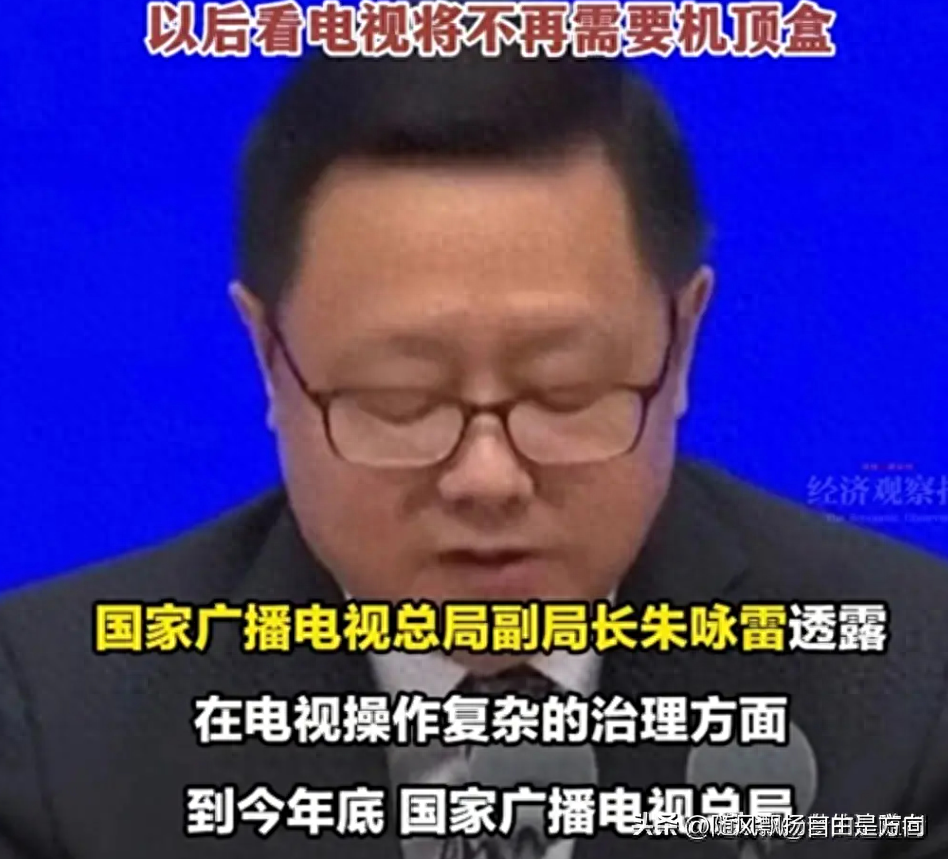 以后看电视将不再需要机顶盒
经济观察报
国家广播电视总局副局长朱咏雷透露
在电视操作复杂的治理方面
到今年底 国家广播电视总局
头条 @随风飘扬自由是方向